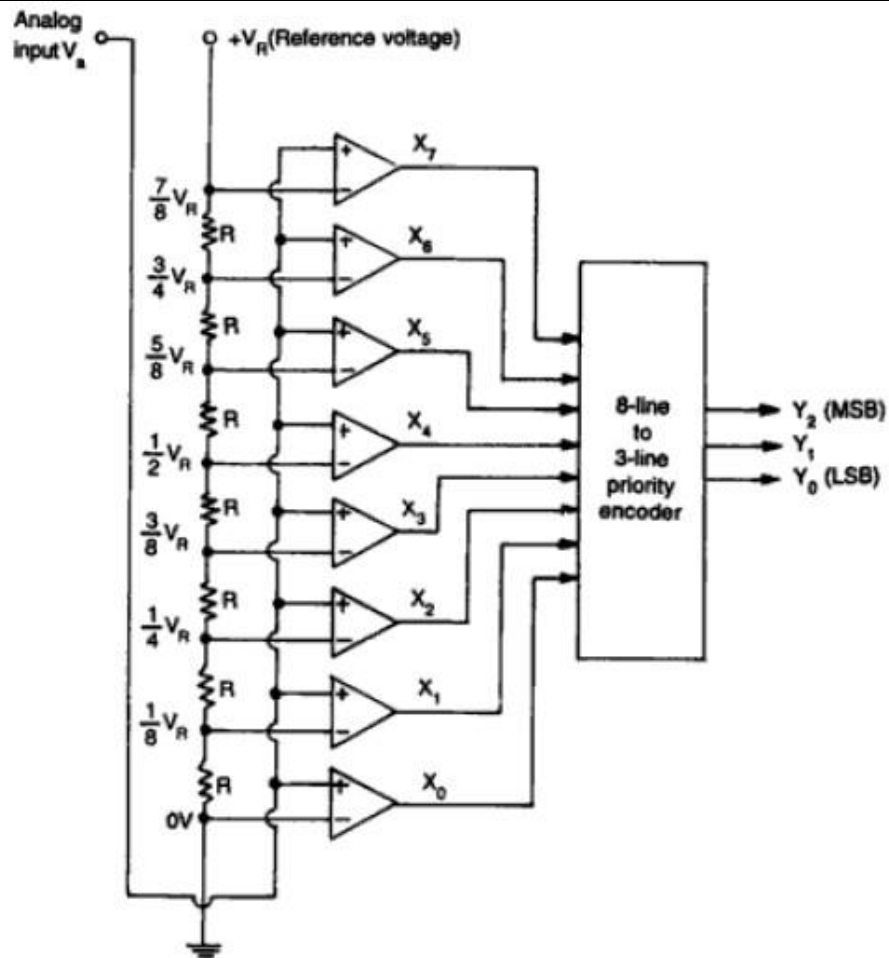 Analog
input Va
+VR (Reference voltage)
X7
7/8 VR
R
X6
3/4 VR
R
X5
5/8 VR
R
X4
1/2 VR
R
X3
3/8 VR
R
X2
1/4 VR
R
X1
1/8 VR
R
X0
0V
8-line
to
3-line
priority
encoder
Y2 (MSB)
Y1
Y0 (LSB)